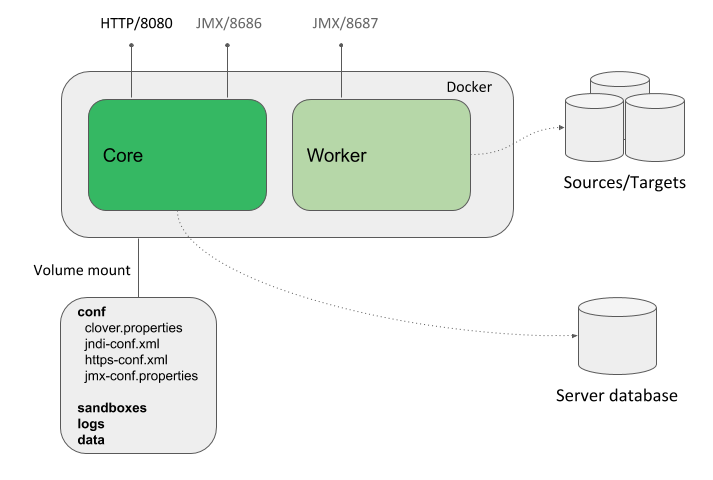 HTTP/8080 JMX/8686 JMX/8687
Docker
Core
Worker
Sources/Targets
Volume mount
conf
clover.properties
jndi-conf.xml
https-conf.xml
jmx-conf.properties
sandboxes
logs
data
Server database